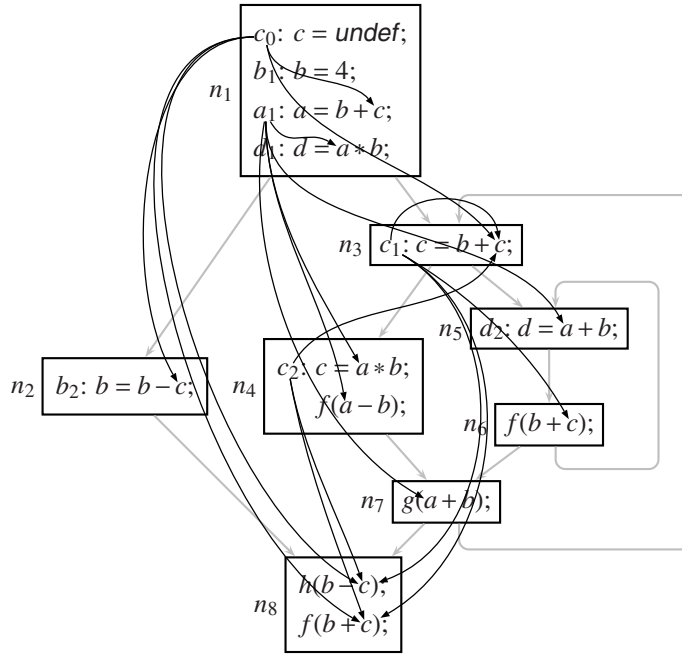 c₀: c = undef;
b₁: b = 4;
n₁
a₁: a = b + c;
d₁: d = a * b;
n₃
c₁: c = b + c;
n₅
d₂: d = a + b;
n₂
b₂: b = b − c;
n₄
c₂: c = a * b;
f(a − b);
n₆
f(b + c);
n₇
g(a + b);
n₈
h(b − c);
f(b + c);